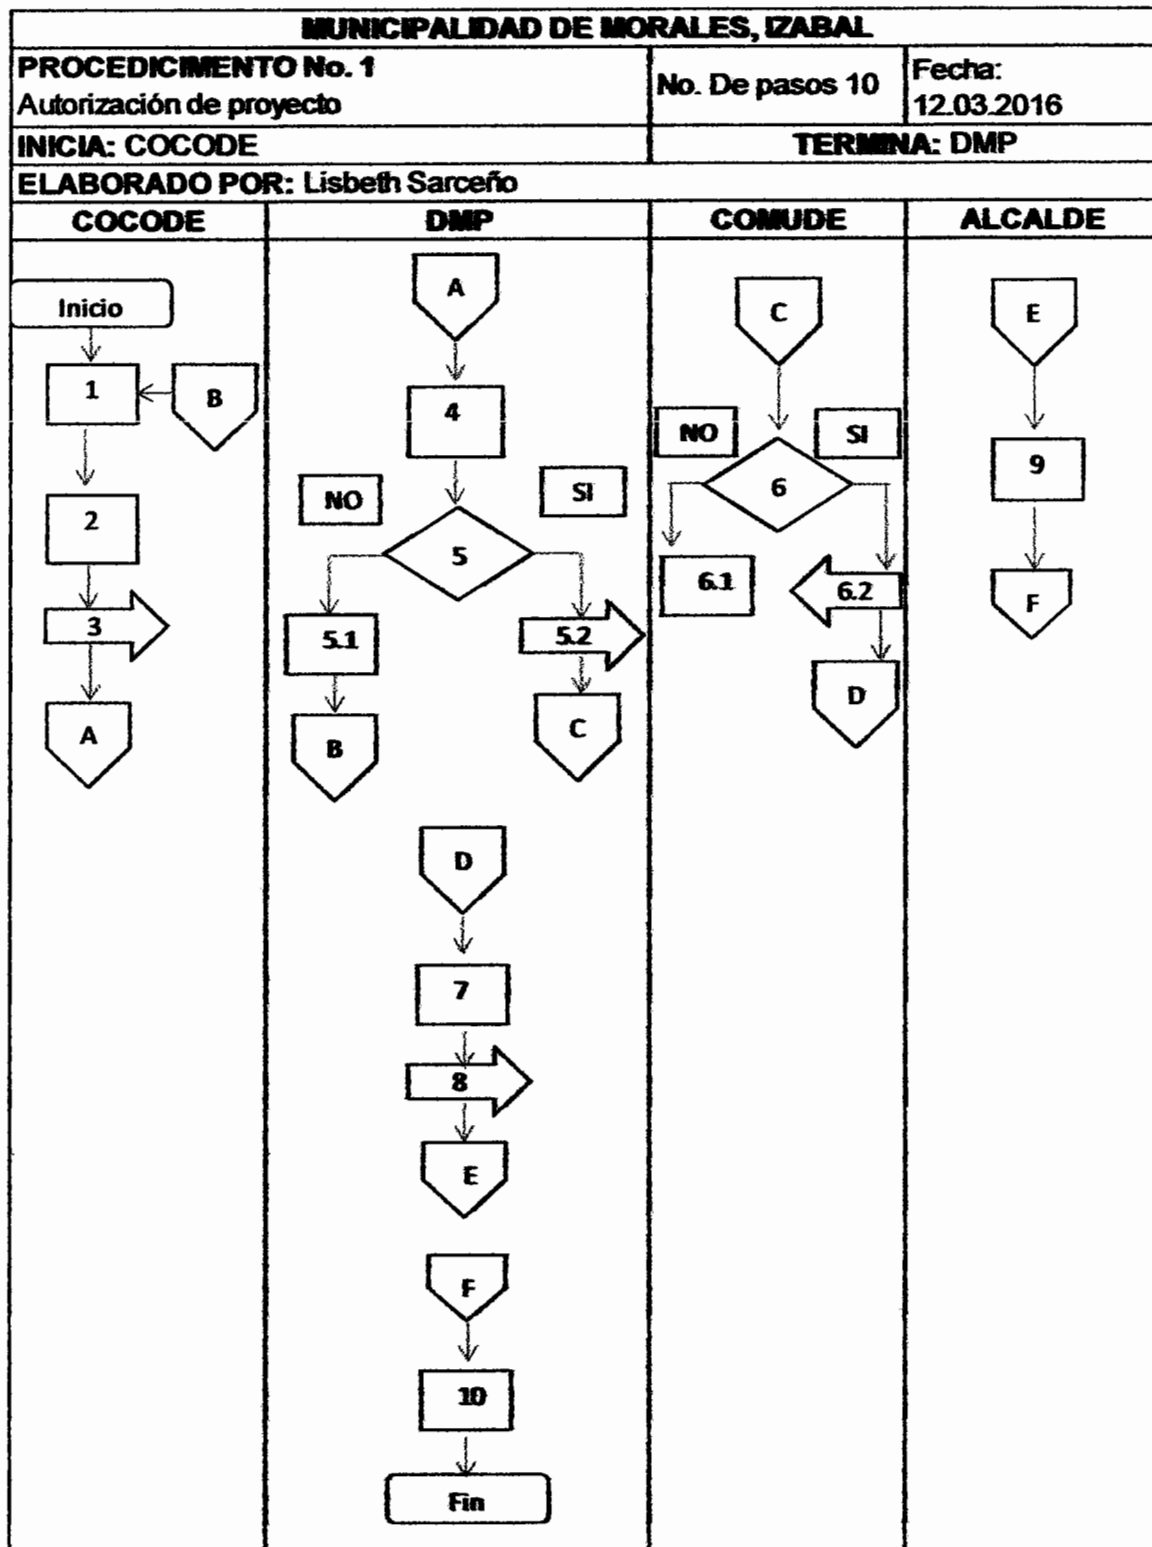 MUNICIPALIDAD DE MORALES, IZABAL
PROCEDICIMENTO No. 1
Autorización de proyecto
No. De pasos 10
Fecha:
12.03.2016
INICIA: COCODE
TERMINA: DMP
ELABORADO POR: Lisbeth Sarceño
COCODE
DMP
COMUDE
ALCALDE
Inicio
1
B
2
3
A
A
4
NO
SI
5
5.1
5.2
B
C
D
7
8
E
F
10
Fin
C
NO
SI
6
6.1
6.2
D
E
9
F